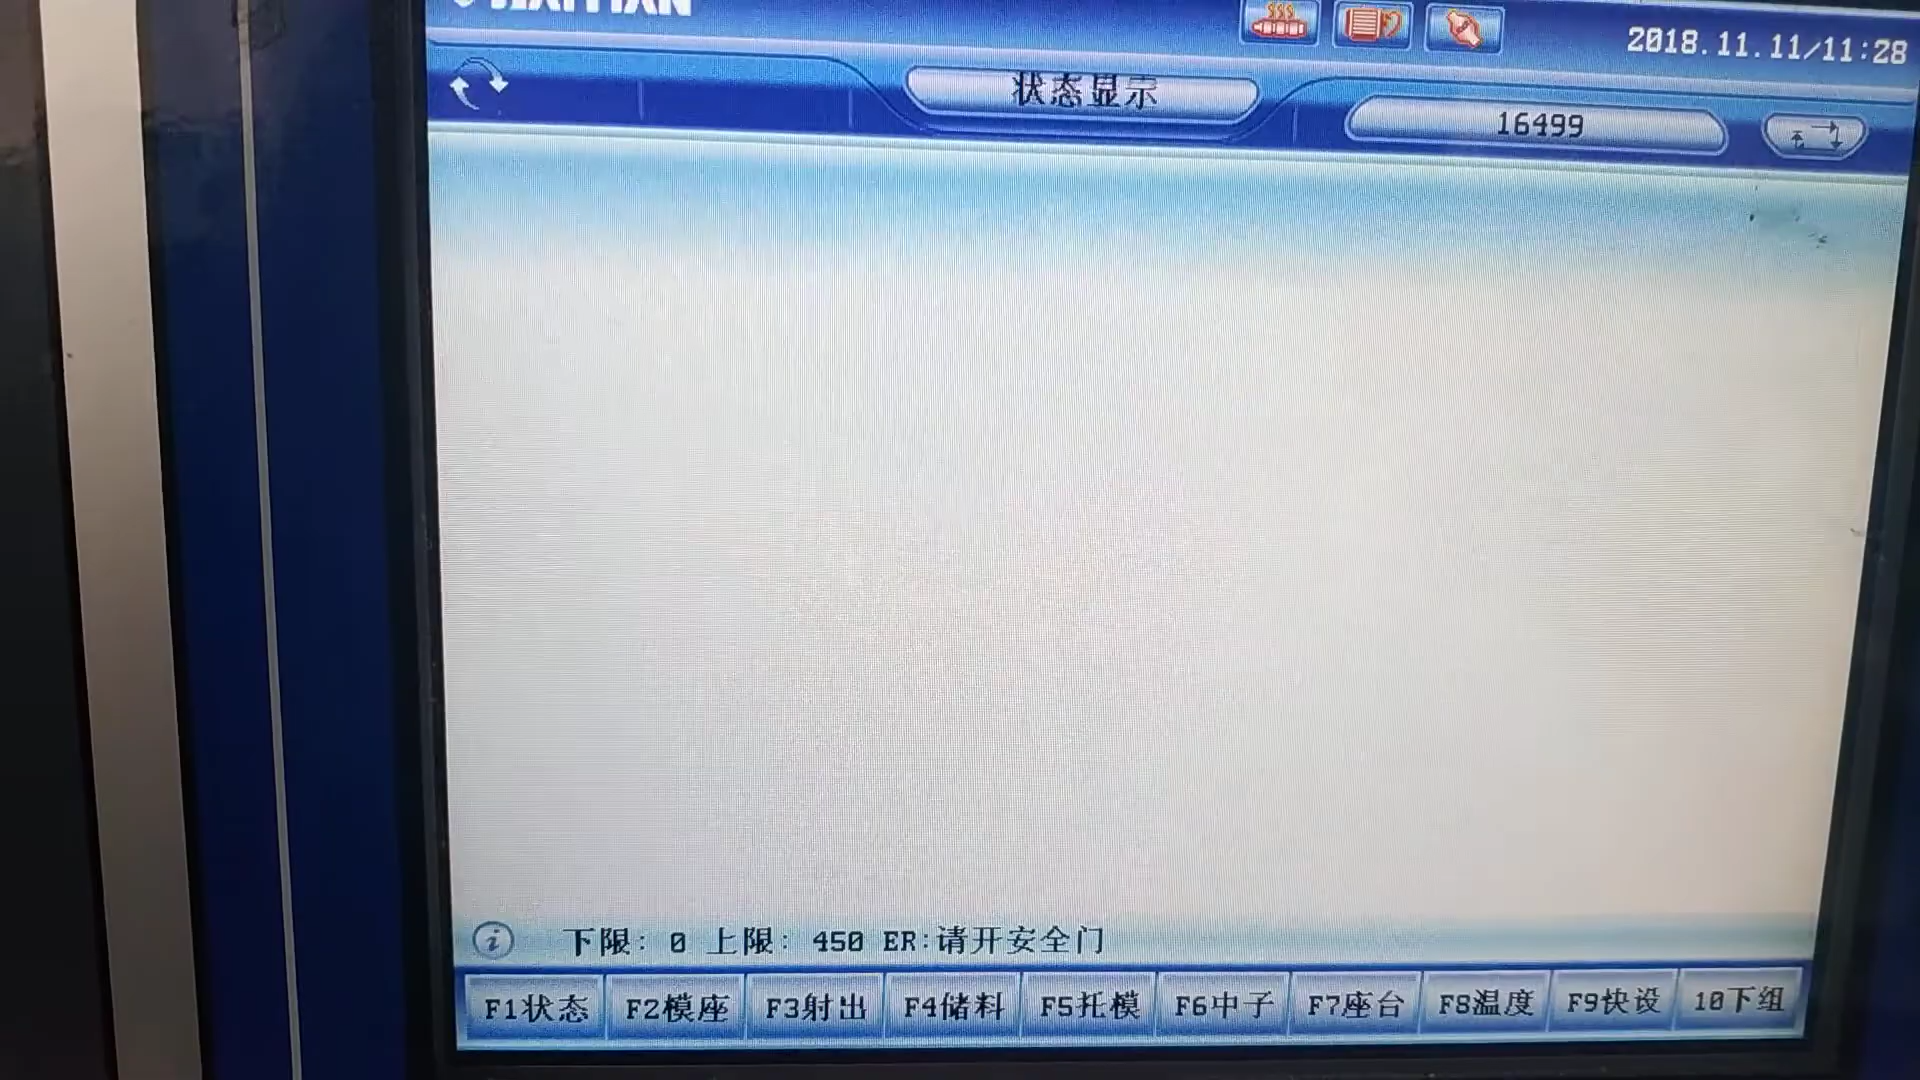 HAITIAN
2018.11.11/11:28
状态显示
16499
下限: 0 上限: 450 ER:请开安全门
F1状态 F2模座 F3射出 F4储料 F5托模 F6中子 F7座台 F8温度 F9快设 10下组